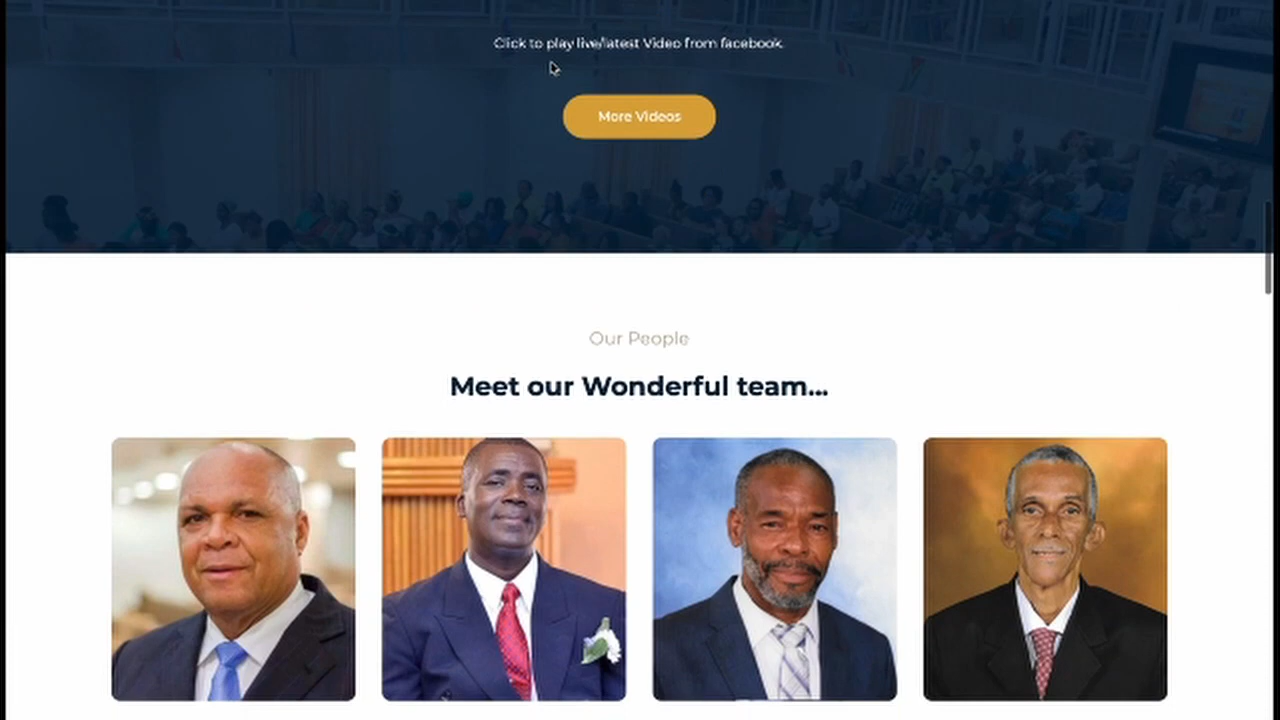 Click to play live/latest Video from facebook.
More Videos
Our People
Meet our Wonderful team...